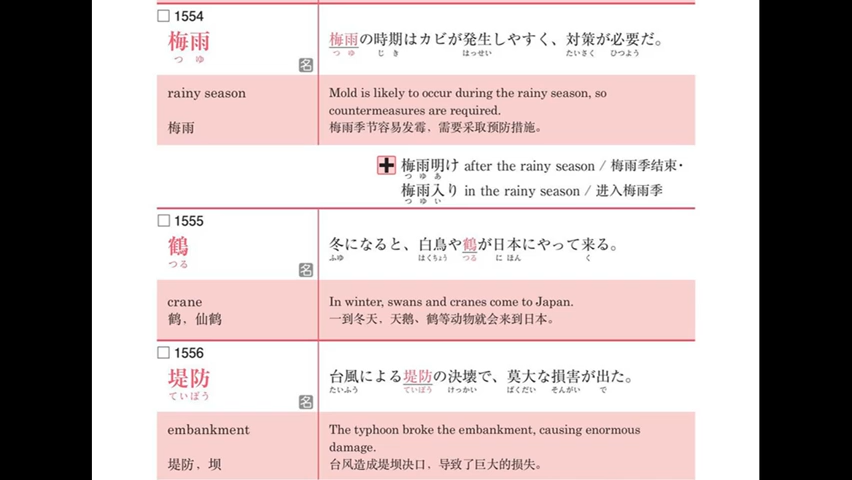 1554
梅雨
つゆ
名
梅雨の時期はカビが発生しやすく、対策が必要だ。
つゆ じき はっせい たいさく ひつよう
rainy season
梅雨
Mold is likely to occur during the rainy season, so
countermeasures are required.
梅雨季节容易发霉，需要采取预防措施。
梅雨明け after the rainy season / 梅雨季结束・
つゆあ
梅雨入り in the rainy season / 进入梅雨季
つゆい
1555
鶴
つる
名
冬になると、白鳥や鶴が日本にやって来る。
ふゆ はくちょう つる にほん く
crane
鹤，仙鹤
In winter, swans and cranes come to Japan.
一到冬天，天鹅、鹤等动物就会来到日本。
1556
堤防
ていぼう
名
台風による堤防の決壊で、莫大な損害が出た。
たいふう ていぼう けっかい ばくだい そんがい で
embankment
堤防，坝
The typhoon broke the embankment, causing enormous
damage.
台风造成堤坝决口，导致了巨大的损失。